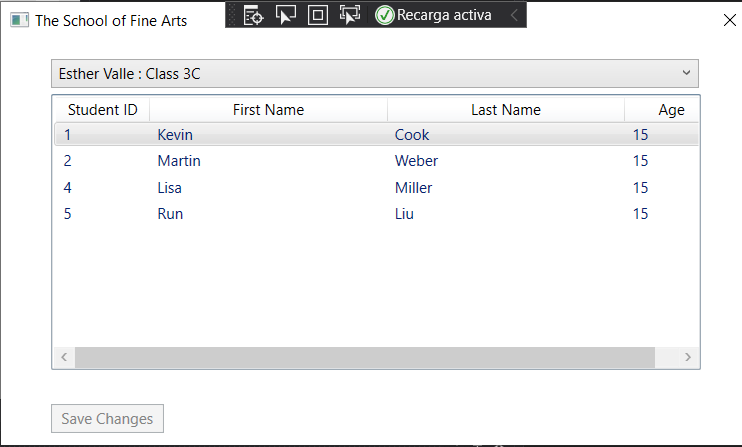 The School of Fine Arts
Recarga activa
Esther Valle : Class 3C
Student ID First Name Last Name Age
1 Kevin Cook 15
2 Martin Weber 15
4 Lisa Miller 15
5 Run Liu 15
Save Changes